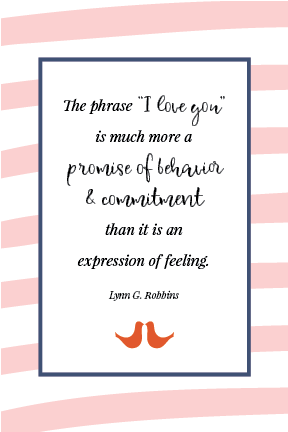 The phrase "I love you"
is much more a
promise of behavior
& commitment
than it is an
expression of feeling.
Lynn G. Robbins